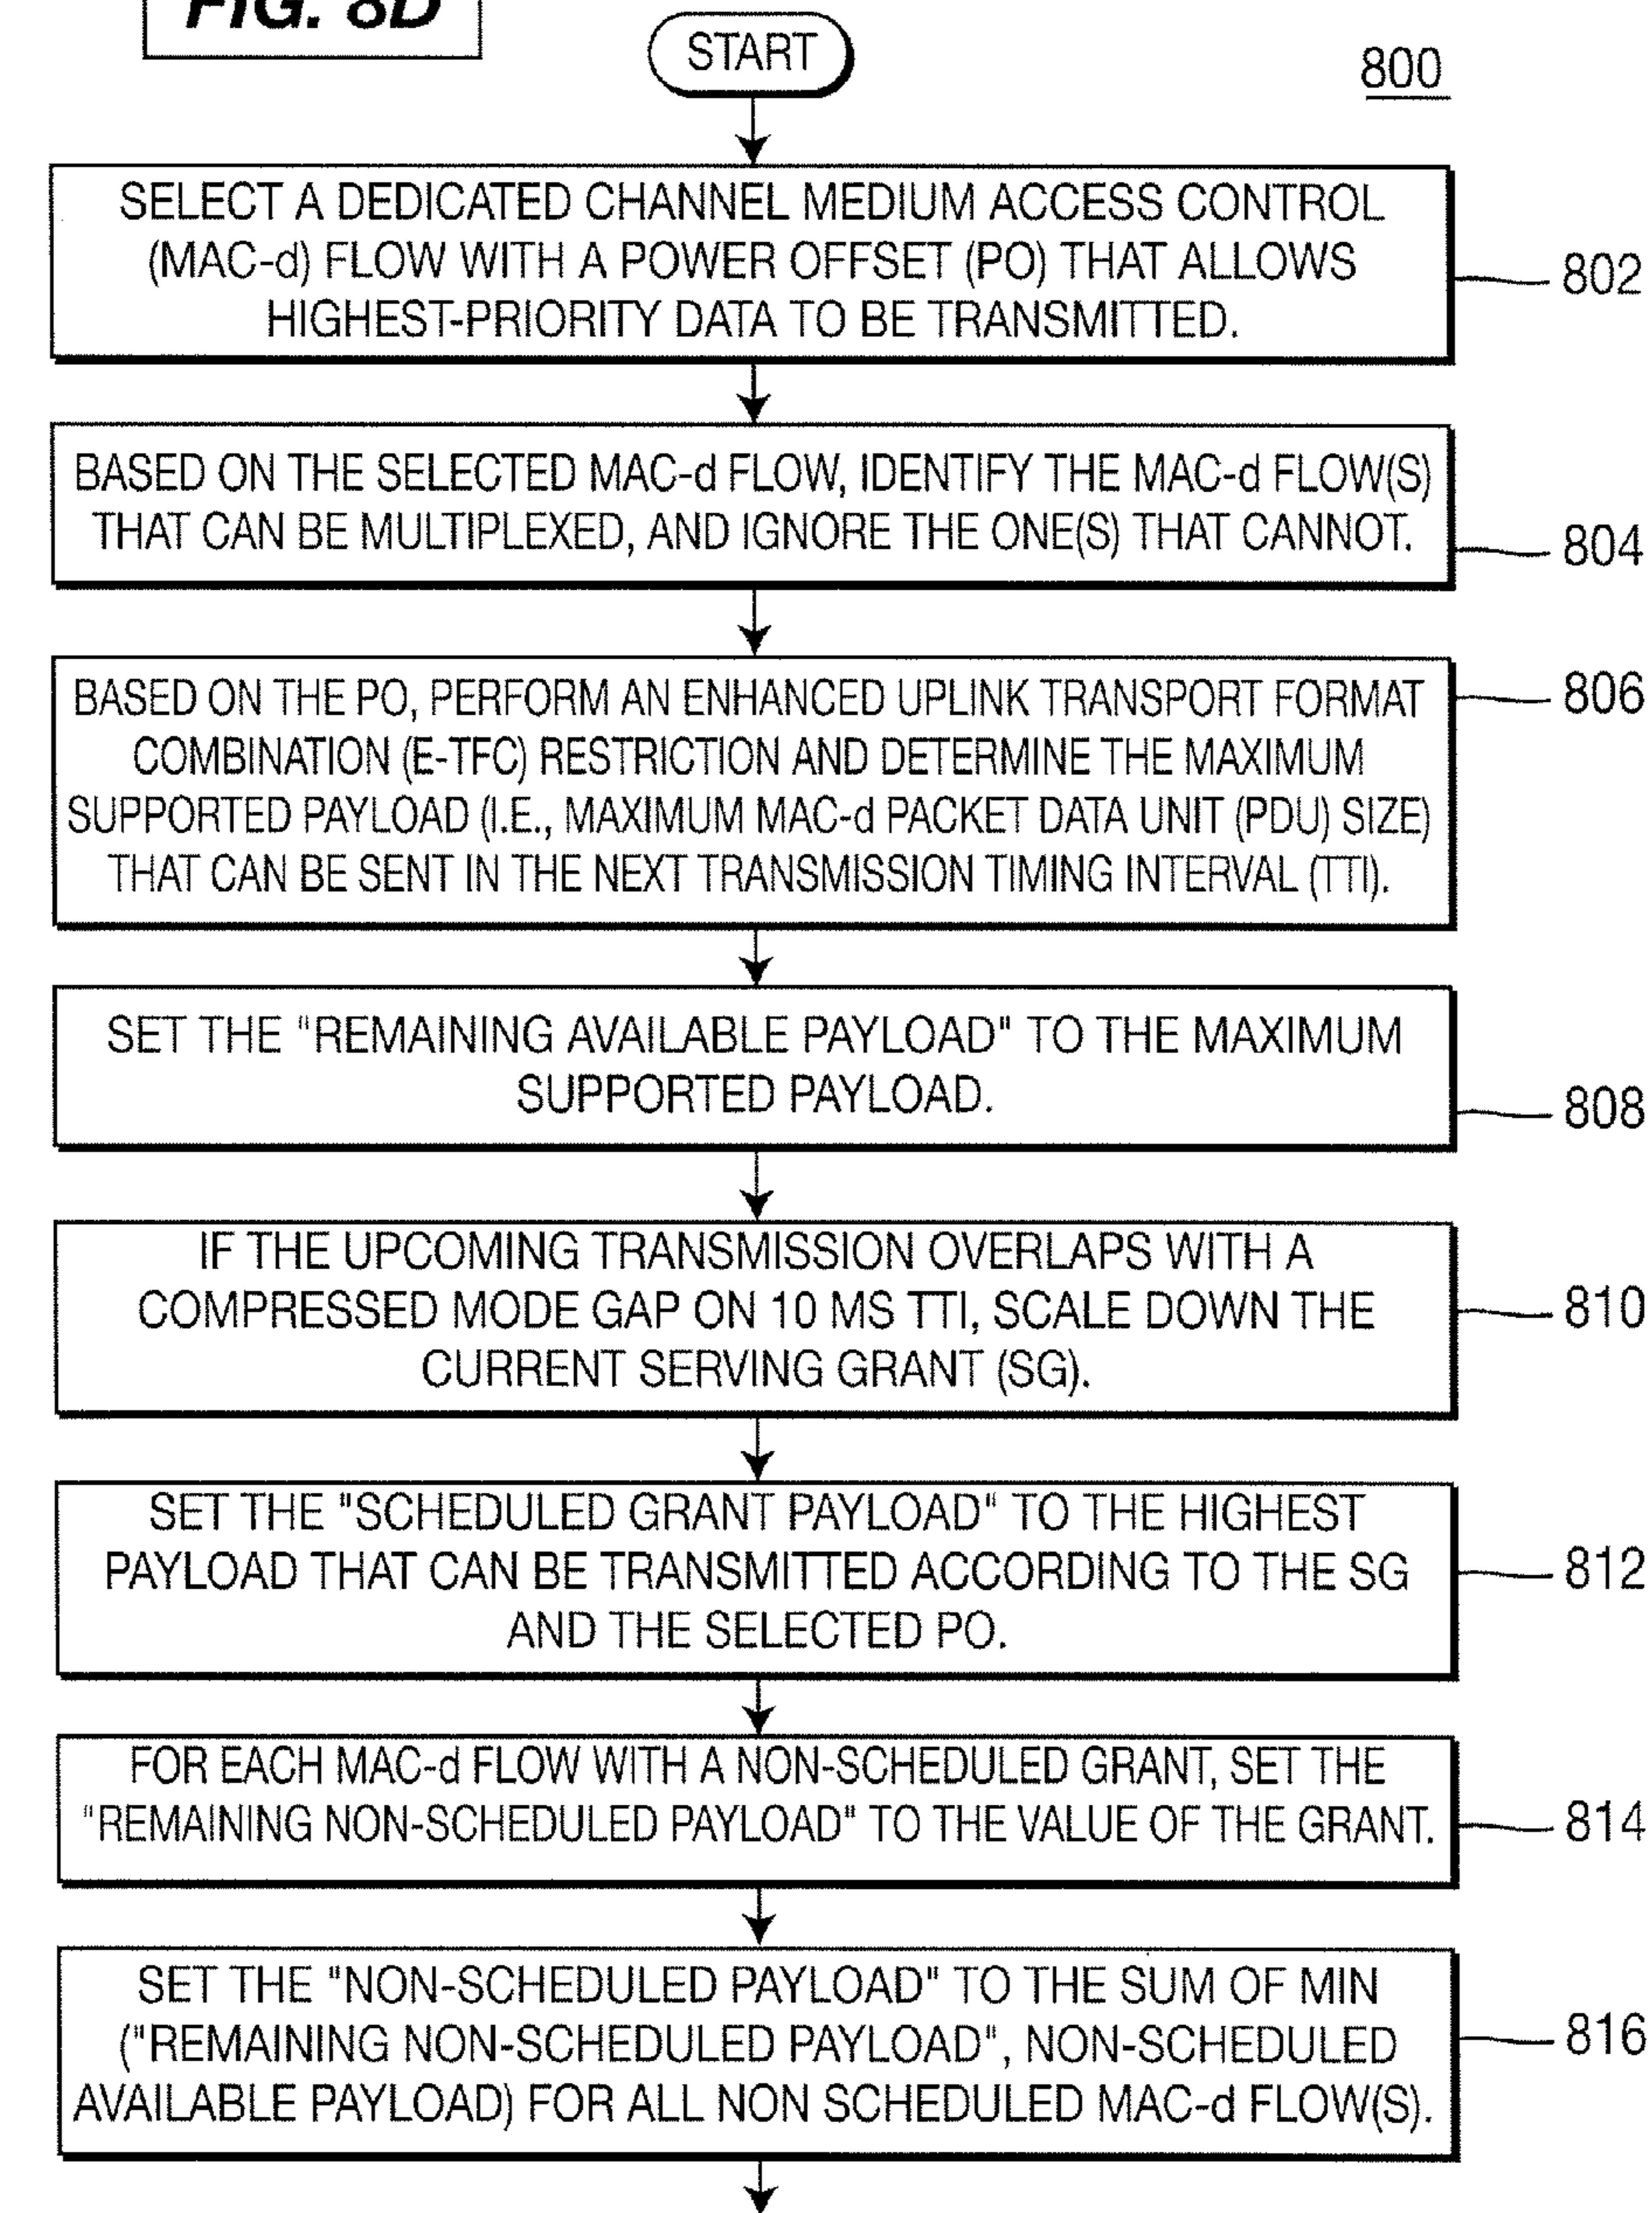 FIG. 8D
START
800
SELECT A DEDICATED CHANNEL MEDIUM ACCESS CONTROL
(MAC-d) FLOW WITH A POWER OFFSET (PO) THAT ALLOWS
HIGHEST-PRIORITY DATA TO BE TRANSMITTED.
802
BASED ON THE SELECTED MAC-d FLOW, IDENTIFY THE MAC-d FLOW(S)
THAT CAN BE MULTIPLEXED, AND IGNORE THE ONE(S) THAT CANNOT.
804
BASED ON THE PO, PERFORM AN ENHANCED UPLINK TRANSPORT FORMAT
COMBINATION (E-TFC) RESTRICTION AND DETERMINE THE MAXIMUM
SUPPORTED PAYLOAD (I.E., MAXIMUM MAC-d PACKET DATA UNIT (PDU) SIZE)
THAT CAN BE SENT IN THE NEXT TRANSMISSION TIMING INTERVAL (TTI).
806
SET THE "REMAINING AVAILABLE PAYLOAD" TO THE MAXIMUM
SUPPORTED PAYLOAD.
808
IF THE UPCOMING TRANSMISSION OVERLAPS WITH A
COMPRESSED MODE GAP ON 10 MS TTI, SCALE DOWN THE
CURRENT SERVING GRANT (SG).
810
SET THE "SCHEDULED GRANT PAYLOAD" TO THE HIGHEST
PAYLOAD THAT CAN BE TRANSMITTED ACCORDING TO THE SG
AND THE SELECTED PO.
812
FOR EACH MAC-d FLOW WITH A NON-SCHEDULED GRANT, SET THE
"REMAINING NON-SCHEDULED PAYLOAD" TO THE VALUE OF THE GRANT.
814
SET THE "NON-SCHEDULED PAYLOAD" TO THE SUM OF MIN
("REMAINING NON-SCHEDULED PAYLOAD", NON-SCHEDULED
AVAILABLE PAYLOAD) FOR ALL NON SCHEDULED MAC-d FLOW(S).
816